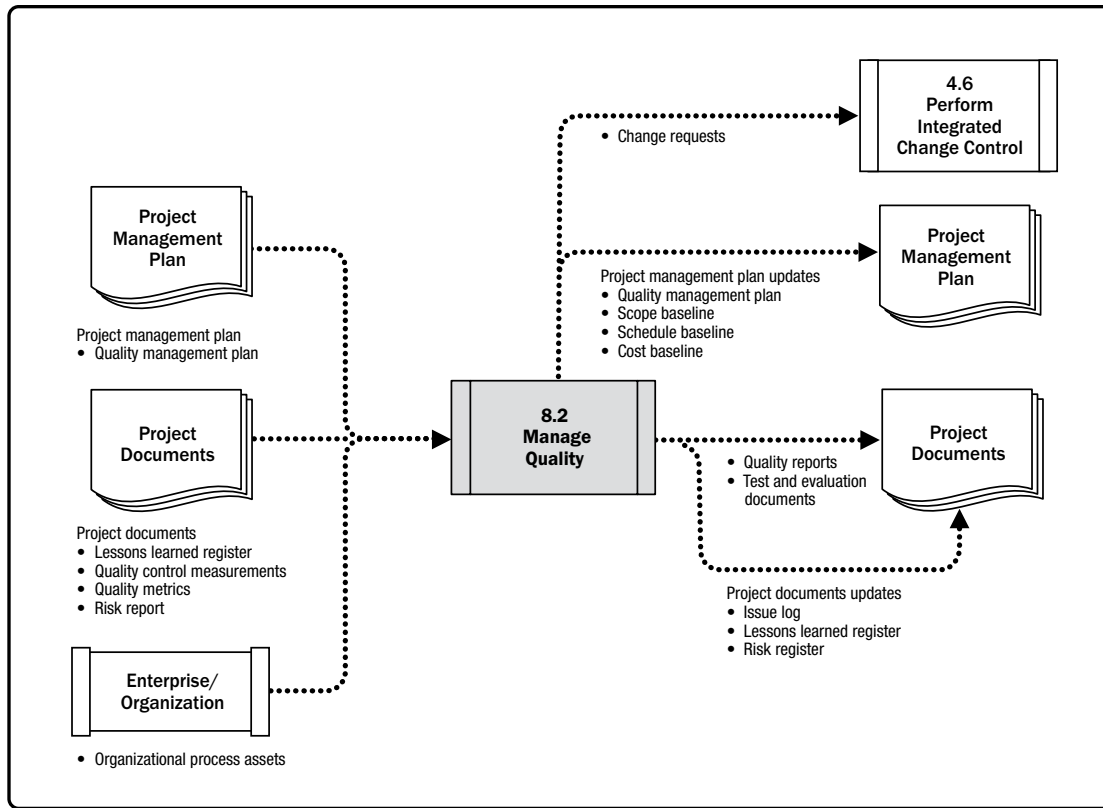 4.6
Perform
Integrated
Change Control
• Change requests
Project
Management
Plan
Project management plan
• Quality management plan
Project
Management
Plan
Project management plan updates
• Quality management plan
• Scope baseline
• Schedule baseline
• Cost baseline
Project
Documents
Project documents
• Lessons learned register
• Quality control measurements
• Quality metrics
• Risk report
8.2
Manage
Quality
Project
Documents
• Quality reports
• Test and evaluation
documents
Project documents updates
• Issue log
• Lessons learned register
• Risk register
Enterprise/
Organization
• Organizational process assets